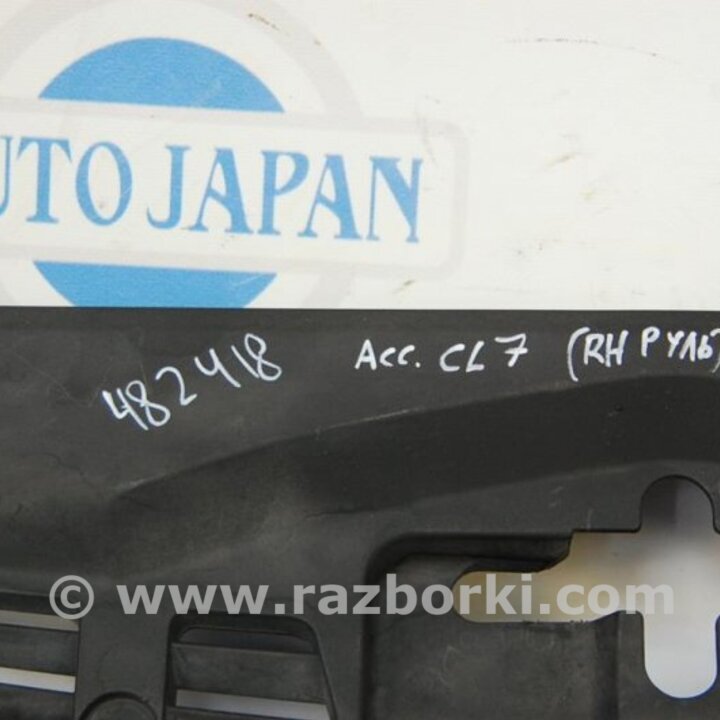 UTO JAPAN
482418 Acc. CL7 (RH РУЛЬ)
© www.razborki.com